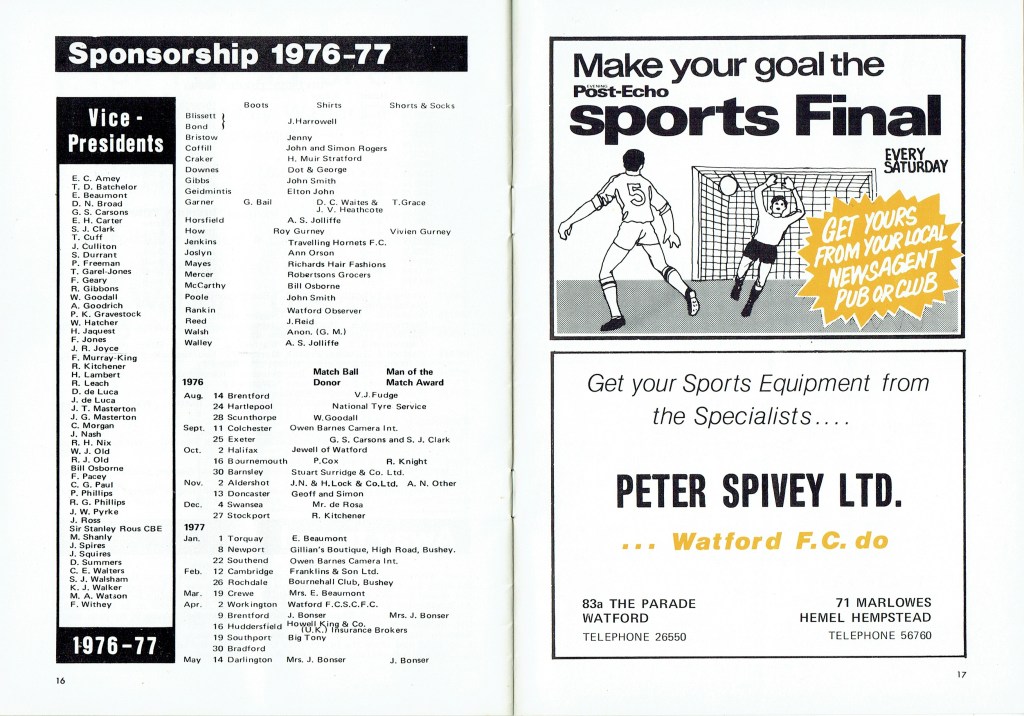 Sponsorship 1976-77
Vice -
Presidents
E. C. Amey
T. D. Batchelor
E. Beaumont
D. N. Broad
G. S. Carsons
E. H. Carter
S. J. Clark
T. Cuff
J. Culliton
S. Durrant
P. Freeman
T. Garel-Jones
F. Geary
R. Gibbons
W. Goodall
A. Goodrich
P. K. Gravestock
W. Hatcher
H. Jaquest
F. Jones
J. R. Joyce
F. Murray-King
R. Kitchener
H. Lambert
R. Leach
D. de Luca
J. de Luca
J. T. Masterton
J. G. Masterton
C. Morgan
J. Nash
R. H. Nix
W. J. Old
R. J. Old
Bill Osborne
F. Pacey
C. G. Paul
P. Phillips
R. G. Phillips
J. W. Pyrke
J. Ross
Sir Stanley Rous CBE
M. Shanly
J. Spires
J. Squires
D. Summers
C. E. Walters
S. J. Walsham
K. J. Walker
M. A. Watson
F. Withey
1976-77
Boots Shirts Shorts & Socks
Blissett }
Bond } J.Harrowell
Bristow Jenny
Coffill John and Simon Rogers
Craker H. Muir Stratford
Downes Dot & George
Gibbs John Smith
Geidmintis Elton John
Garner G. Bail D. C. Waites & T.Grace
J. V. Heathcote
Horsfield A. S. Jolliffe
How Roy Gurney Vivien Gurney
Jenkins Travelling Hornets F.C.
Joslyn Ann Orson
Mayes Richards Hair Fashions
Mercer Robertsons Grocers
McCarthy Bill Osborne
Poole John Smith
Rankin Watford Observer
Reed J.Reid
Walsh Anon. (G. M.)
Walley A. S. Jolliffe
Match Ball Man of the
1976 Donor Match Award
Aug. 14 Brentford V.J.Fudge
24 Hartlepool National Tyre Service
28 Scunthorpe W.Goodall
Sept. 11 Colchester Owen Barnes Camera Int.
25 Exeter G. S. Carsons and S. J. Clark
Oct. 2 Halifax Jewell of Watford
16 Bournemouth P.Cox R. Knight
30 Barnsley Stuart Surridge & Co. Ltd.
Nov. 2 Aldershot J.N. & H.Lock & Co.Ltd. A. N. Other
13 Doncaster Geoff and Simon
Dec. 4 Swansea Mr. de Rosa
27 Stockport R. Kitchener
1977
Jan. 1 Torquay E. Beaumont
8 Newport Gillian's Boutique, High Road, Bushey.
22 Southend Owen Barnes Camera Int.
Feb. 12 Cambridge Franklins & Son Ltd.
26 Rochdale Bournehall Club, Bushey
Mar. 19 Crewe Mrs. E. Beaumont
Apr. 2 Workington Watford F.C.S.C.F.C.
9 Brentford J. Bonser Mrs. J. Bonser
16 Huddersfield Howell King & Co.
(U.K.) Insurance Brokers
19 Southport Big Tony
30 Bradford
May 14 Darlington Mrs. J. Bonser J. Bonser
16
Make your goal the
EVENING
Post-Echo
sports Final
EVERY
SATURDAY
5
GET YOURS
FROM YOUR LOCAL
NEWSAGENT
PUB OR CLUB
Get your Sports Equipment from
the Specialists....
PETER SPIVEY LTD.
... Watford F.C. do
83a THE PARADE
WATFORD
TELEPHONE 26550
71 MARLOWES
HEMEL HEMPSTEAD
TELEPHONE 56760
17